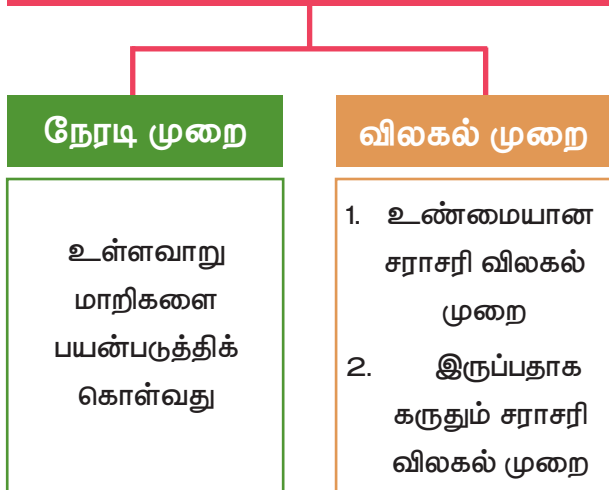 நேரடி முறை
உள்ளவாறு
மாறிகளை
பயன்படுத்திக்
கொள்வது
விலகல் முறை
1. உண்மையான
சராசரி விலகல்
முறை
2. இருப்பதாக
கருதும் சராசரி
விலகல் முறை